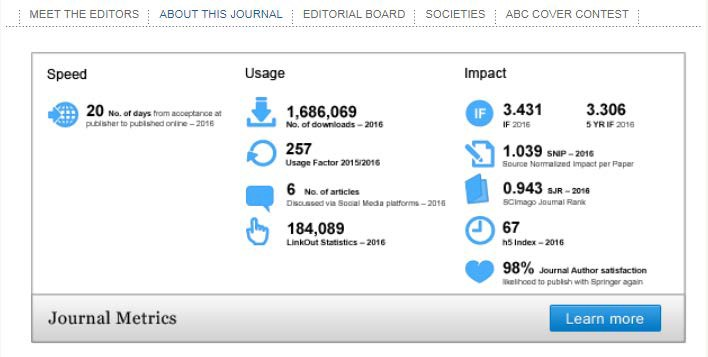 MEET THE EDITORS ABOUT THIS JOURNAL EDITORIAL BOARD SOCIETIES ABC COVER CONTEST
Speed
20 No. of days from acceptance at
publisher to published online – 2016
Usage
1,686,069
No. of downloads – 2016
257
Usage Factor 2015/2016
6 No. of articles
Discussed via Social Media platforms – 2016
184,089
LinkOut Statistics – 2016
Impact
IF 3.431 3.306
IF 2016 5 YR IF 2016
1.039 SNIP – 2016
Source Normalized Impact per Paper
0.943 SJR – 2016
SCImago Journal Rank
67
h5 Index – 2016
98% Journal Author satisfaction
likelihood to publish with Springer again
Journal Metrics Learn more